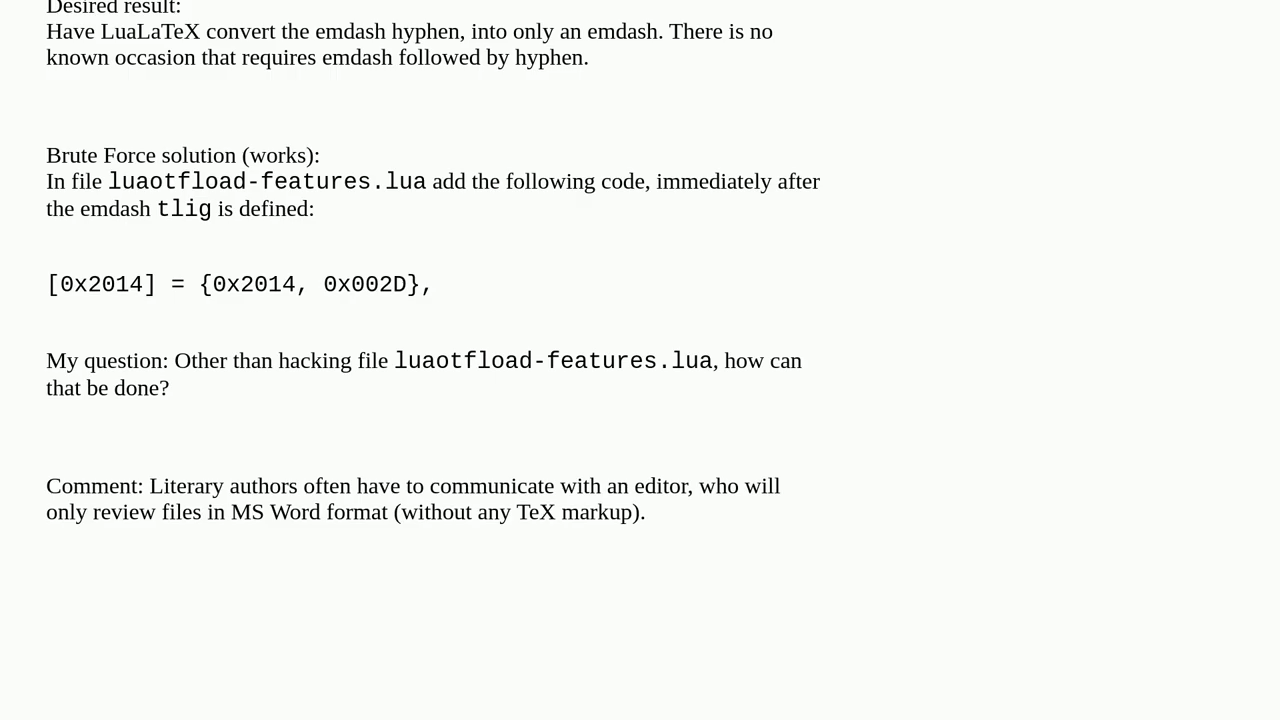 Desired result:
Have LuaLaTeX convert the emdash hyphen, into only an emdash. There is no
known occasion that requires emdash followed by hyphen.
Brute Force solution (works):
In file luaotfload-features.lua add the following code, immediately after
the emdash tlig is defined:
[0x2014] = {0x2014, 0x002D},
My question: Other than hacking file luaotfload-features.lua, how can
that be done?
Comment: Literary authors often have to communicate with an editor, who will
only review files in MS Word format (without any TeX markup).